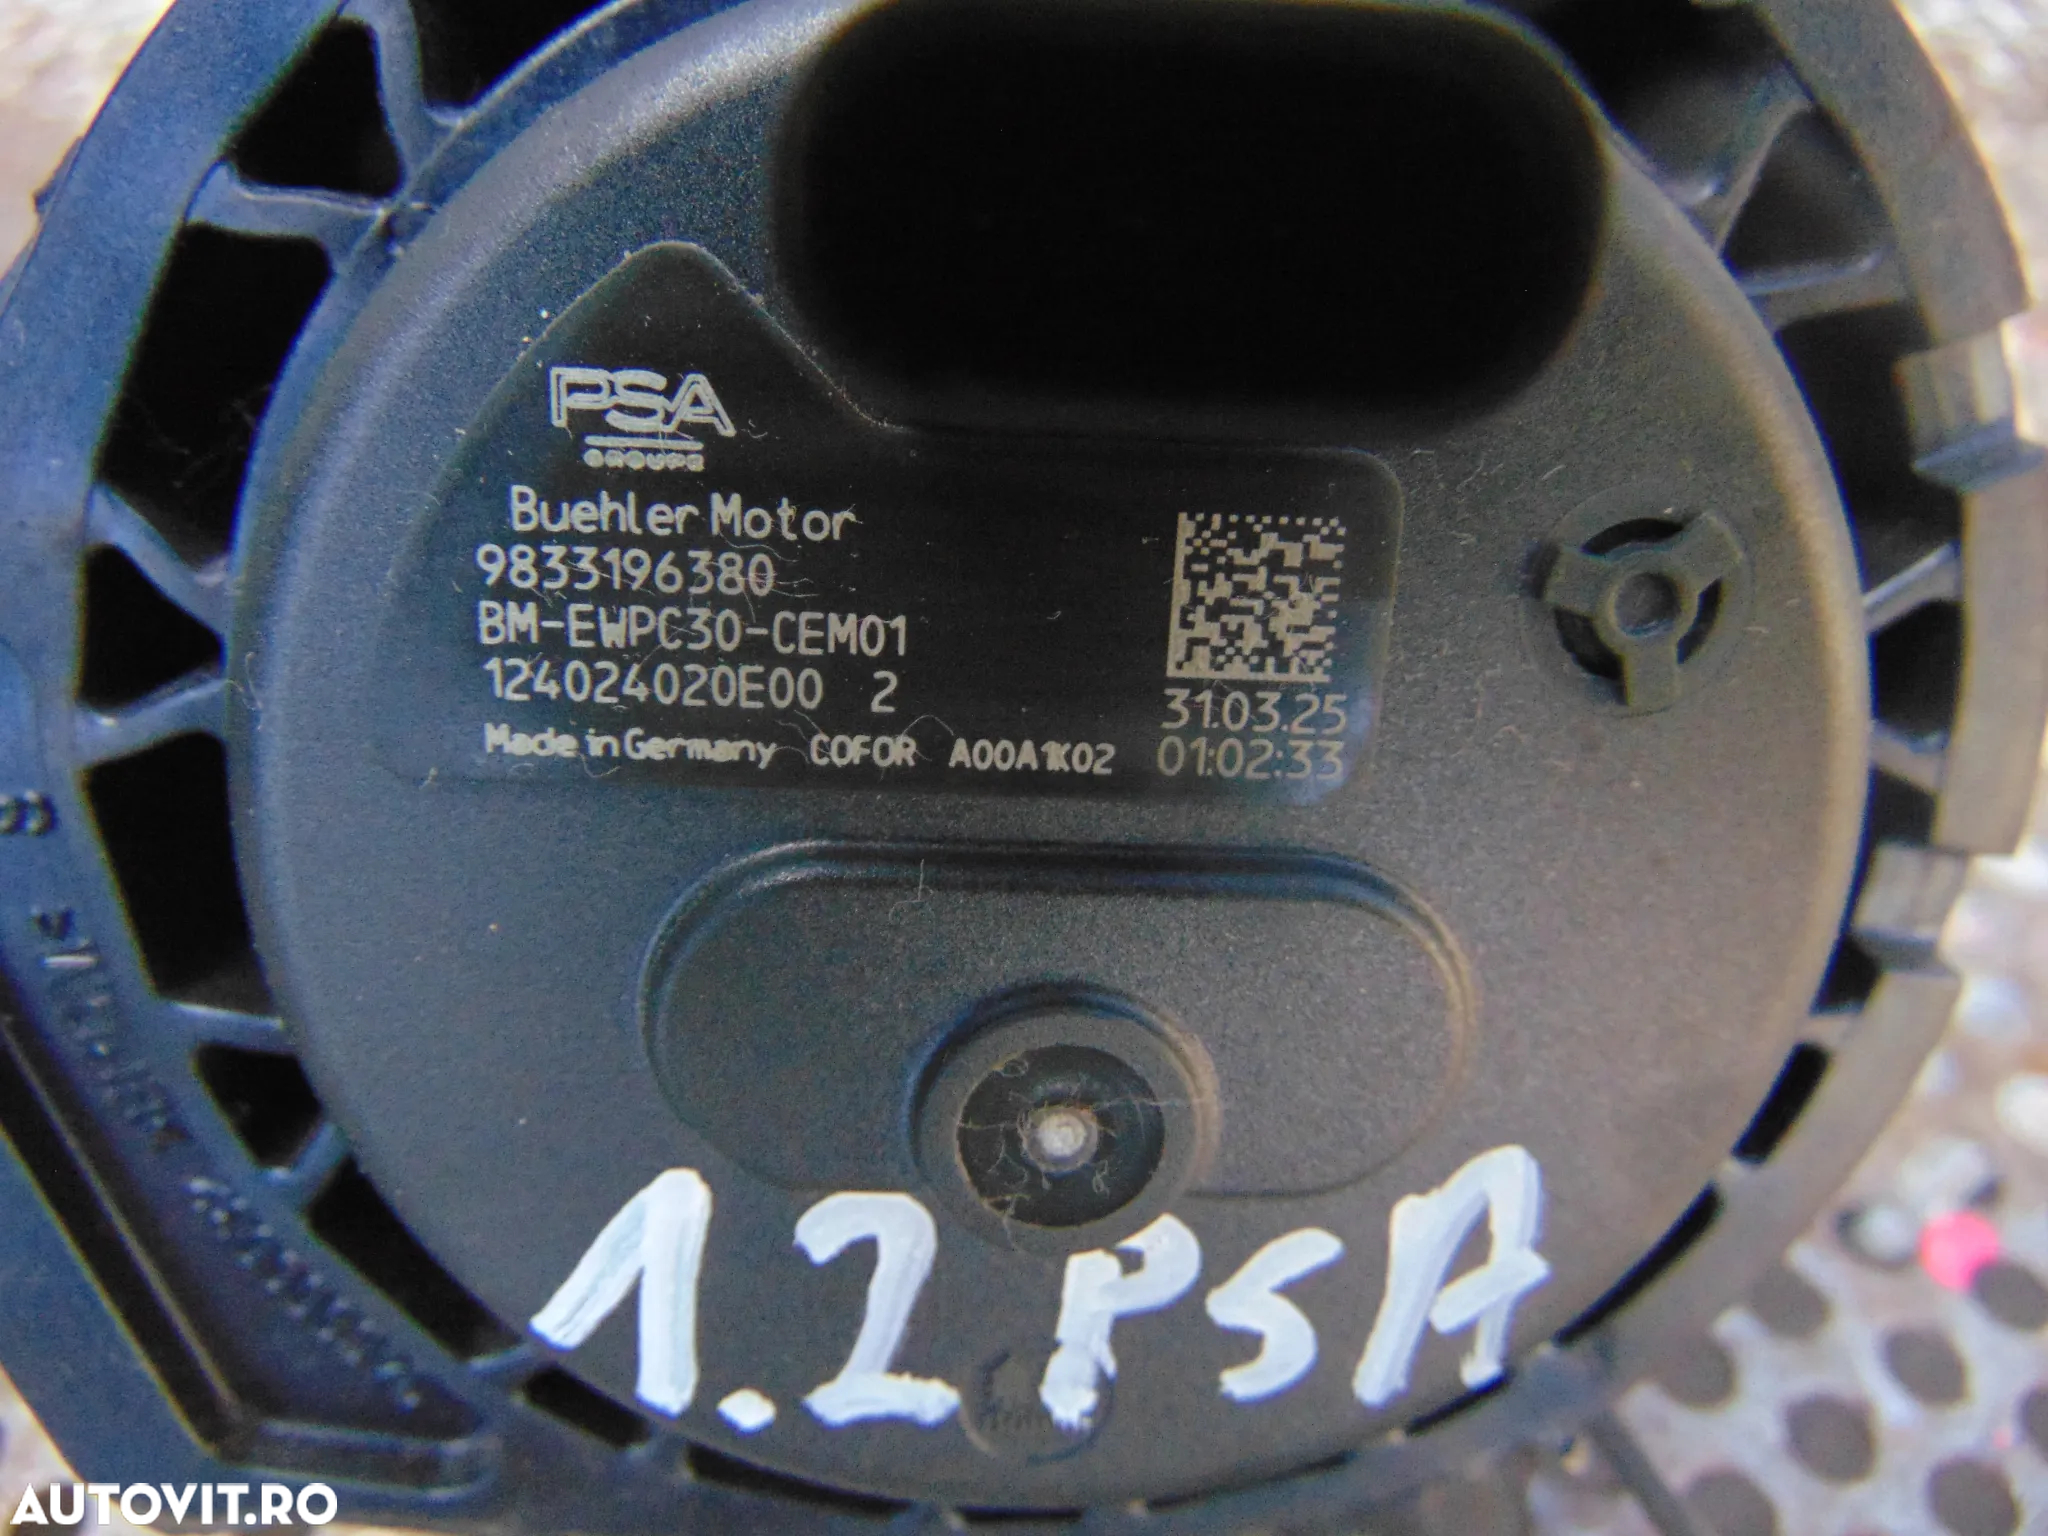 PSA
GROUPE
Buehler Motor
9833196380
BM-EWPC30-CEM01
124024020E00 2
Made in Germany COFOR A00A1K02
31.03.25
01:02:33
1.2 PSA
AUTOVIT.RO